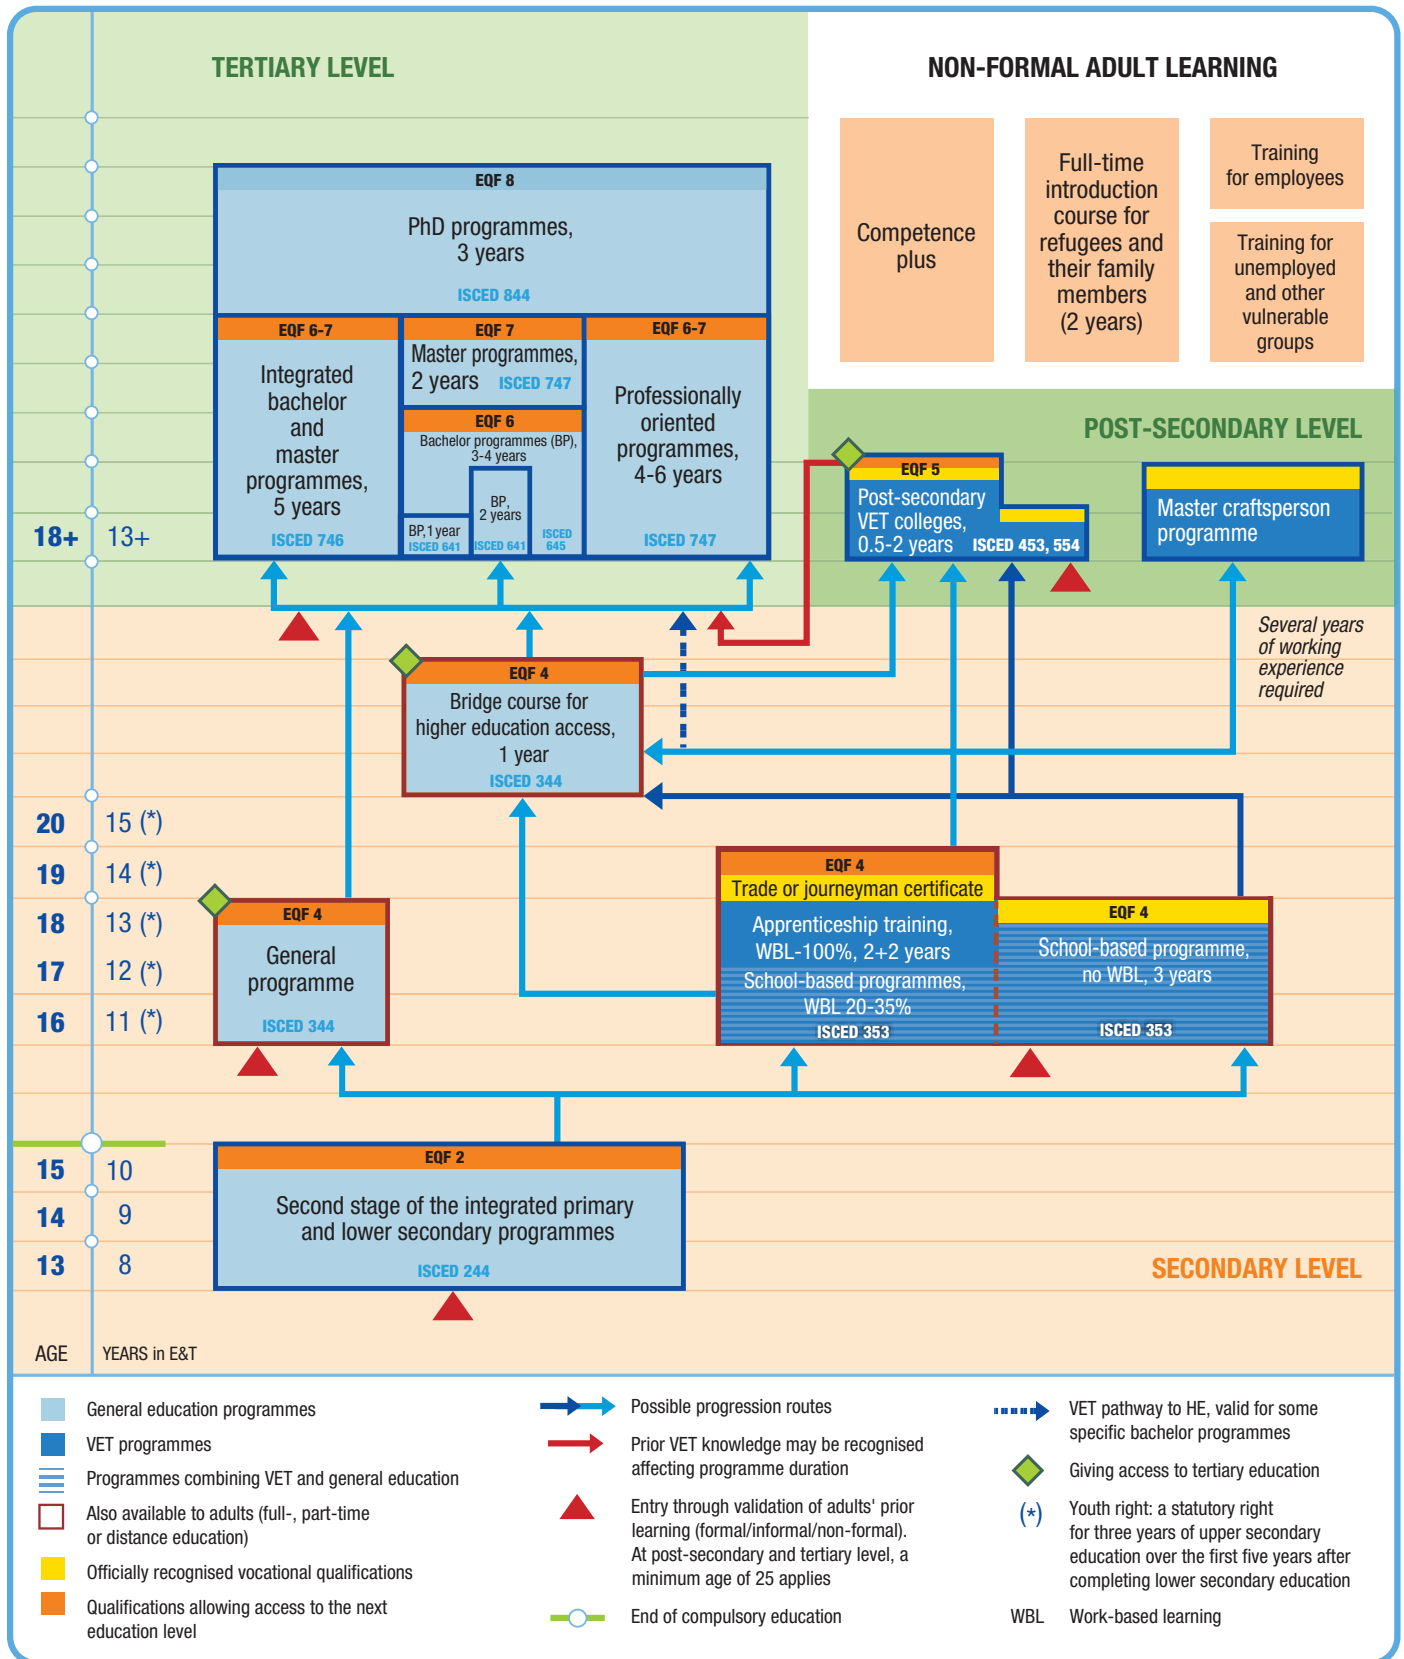 TERTIARY LEVEL
NON-FORMAL ADULT LEARNING
Competence
plus
Full-time
introduction
course for
refugees and
their family
members
(2 years)
Training
for employees
Training for
unemployed
and other
vulnerable
groups
EQF 8
PhD programmes,
3 years
ISCED 844
EQF 6-7
Integrated
bachelor
and
master
programmes,
5 years
ISCED 746
EQF 7
Master programmes,
2 years ISCED 747
EQF 6
Bachelor programmes (BP),
3-4 years
BP, 1 year
ISCED 641
BP,
2 years
ISCED 641
ISCED
645
EQF 6-7
Professionally
oriented
programmes,
4-6 years
ISCED 747
POST-SECONDARY LEVEL
EQF 5
Post-secondary
VET colleges,
0.5-2 years ISCED 453, 554
Master craftsperson
programme
18+ 13+
Several years
of working
experience
required
EQF 4
Bridge course for
higher education access,
1 year
ISCED 344
20 15 (*)
19 14 (*)
18 13 (*)
17 12 (*)
16 11 (*)
EQF 4
General
programme
ISCED 344
EQF 4
Trade or journeyman certificate
Apprenticeship training,
WBL-100%, 2+2 years
School-based programmes,
WBL 20-35%
ISCED 353
EQF 4
School-based programme,
no WBL, 3 years
ISCED 353
15 10
14 9
13 8
EQF 2
Second stage of the integrated primary
and lower secondary programmes
ISCED 244
SECONDARY LEVEL
AGE YEARS in E&T
General education programmes
VET programmes
Programmes combining VET and general education
Also available to adults (full-, part-time
or distance education)
Officially recognised vocational qualifications
Qualifications allowing access to the next
education level
Possible progression routes
Prior VET knowledge may be recognised
affecting programme duration
Entry through validation of adults' prior
learning (formal/informal/non-formal).
At post-secondary and tertiary level, a
minimum age of 25 applies
End of compulsory education
VET pathway to HE, valid for some
specific bachelor programmes
Giving access to tertiary education
(*) Youth right: a statutory right
for three years of upper secondary
education over the first five years after
completing lower secondary education
WBL Work-based learning